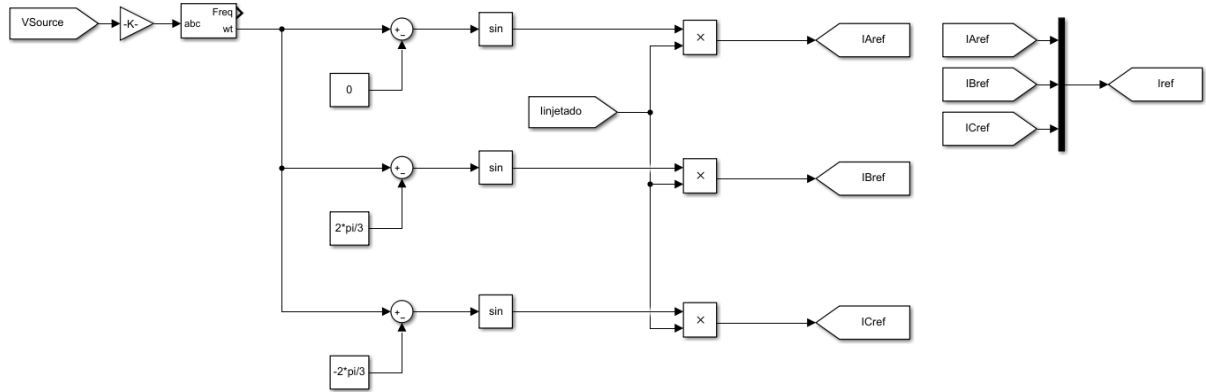 VSource
-K-
abc
Freq
wt
+
−
sin
×
IAref
0
Iinjetado
+
−
sin
×
IBref
2*pi/3
+
−
sin
×
ICref
-2*pi/3
IAref
IBref
ICref
Iref